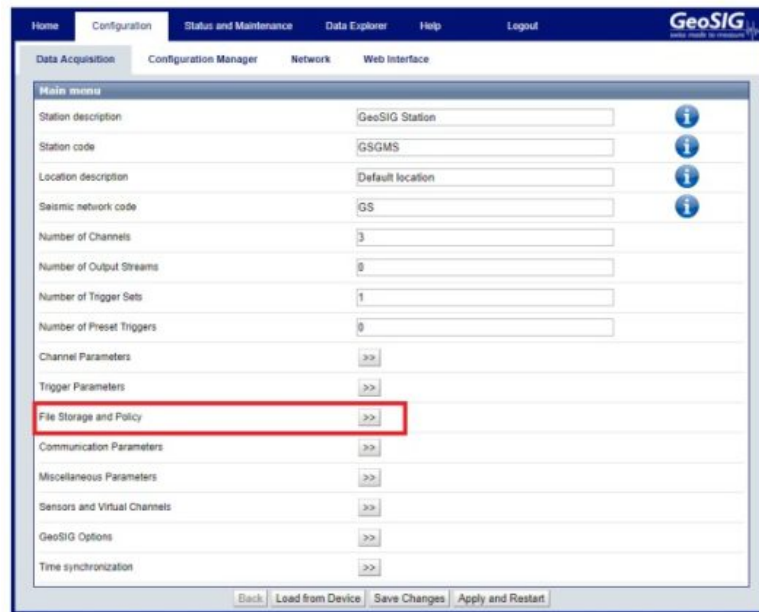 Home Configuration Status and Maintenance Data Explorer Help Logout GeoSIG
swiss made to measure
Data Acquisition Configuration Manager Network Web Interface
Main menu
Station description GeoSIG Station i
Station code GSGMS i
Location description Default location i
Seismic network code GS i
Number of Channels 3
Number of Output Streams 0
Number of Trigger Sets 1
Number of Preset Triggers 0
Channel Parameters >>
Trigger Parameters >>
File Storage and Policy >>
Communication Parameters >>
Miscellaneous Parameters >>
Sensors and Virtual Channels >>
GeoSIG Options >>
Time synchronization >>
Back Load from Device Save Changes Apply and Restart